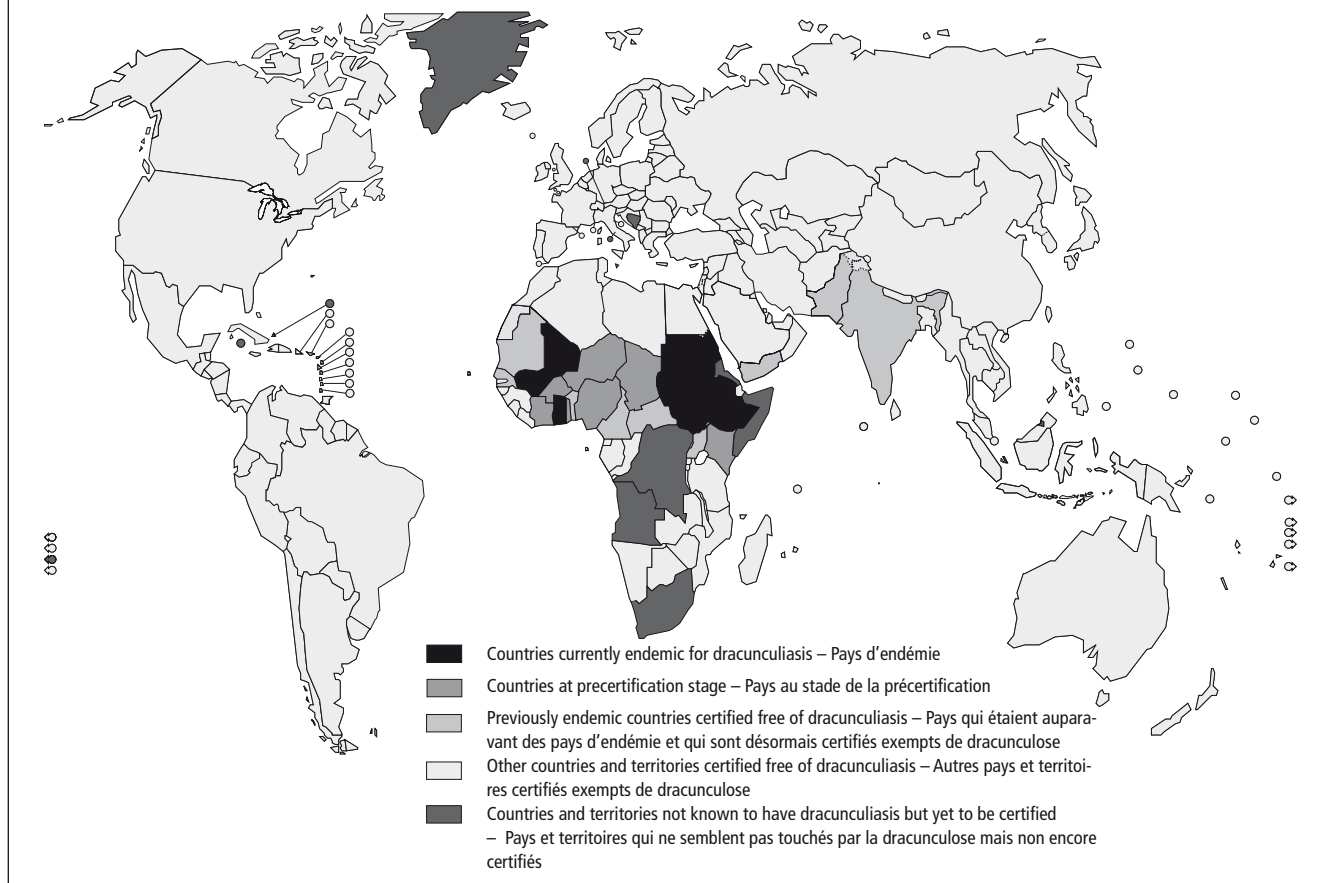 Countries currently endemic for dracunculiasis – Pays d'endémie
Countries at precertification stage – Pays au stade de la précertification
Previously endemic countries certified free of dracunculiasis – Pays qui étaient aupara-
vant des pays d'endémie et qui sont désormais certifiés exempts de dracunculose
Other countries and territories certified free of dracunculiasis – Autres pays et territoi-
res certifiés exempts de dracunculose
Countries and territories not known to have dracunculiasis but yet to be certified
– Pays et territoires qui ne semblent pas touchés par la dracunculose mais non encore
certifiés